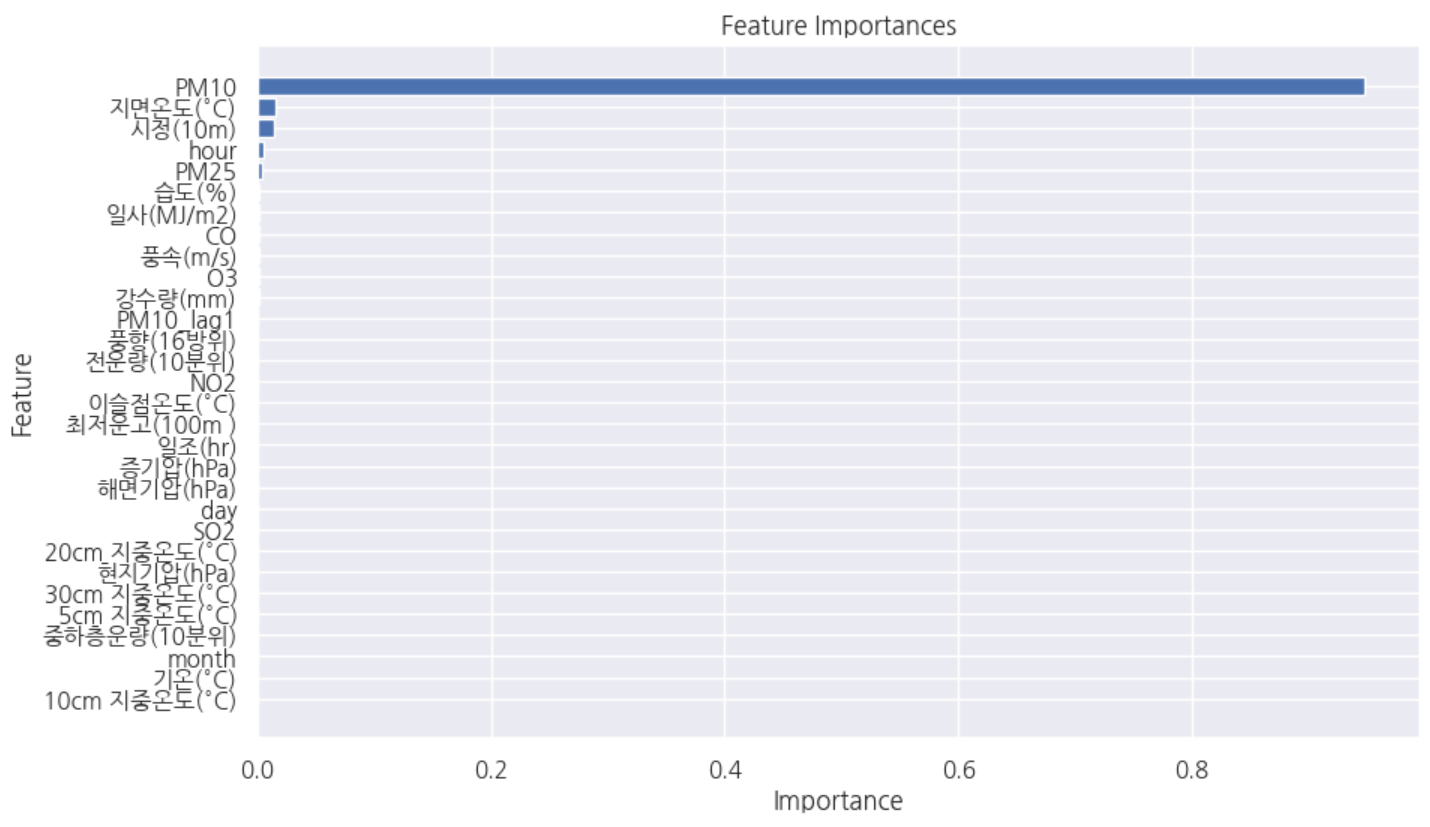 Feature Importances
PM10
지면온도(°C)
시정(10m)
hour
PM25
습도(%)
일사(MJ/m2)
CO
풍속(m/s)
O3
강수량(mm)
PM10_lag1
풍향(16방위)
전운량(10분위)
NO2
이슬점온도(°C)
최저운고(100m )
일조(hr)
증기압(hPa)
해면기압(hPa)
day
SO2
20cm 지중온도(°C)
현지기압(hPa)
30cm 지중온도(°C)
5cm 지중온도(°C)
중하층운량(10분위)
month
기온(°C)
10cm 지중온도(°C)
Feature
0.0 0.2 0.4 0.6 0.8
Importance